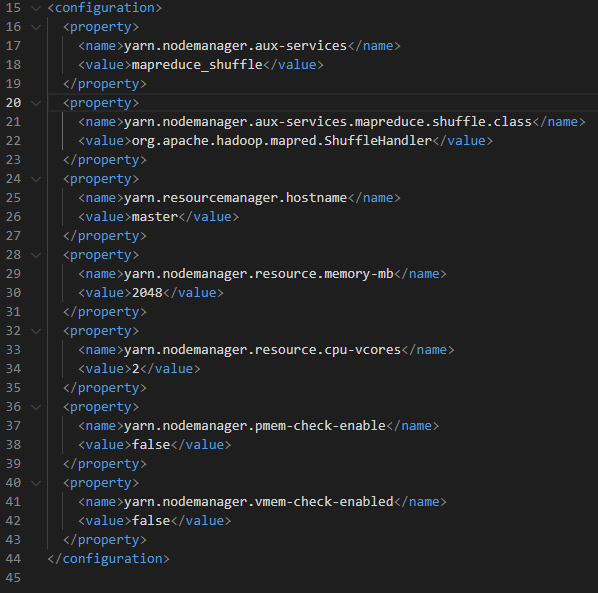 15 <configuration>
16 <property>
17 <name>yarn.nodemanager.aux-services</name>
18 <value>mapreduce_shuffle</value>
19 </property>
20 <property>
21 <name>yarn.nodemanager.aux-services.mapreduce.shuffle.class</name>
22 <value>org.apache.hadoop.mapred.ShuffleHandler</value>
23 </property>
24 <property>
25 <name>yarn.resourcemanager.hostname</name>
26 <value>master</value>
27 </property>
28 <property>
29 <name>yarn.nodemanager.resource.memory-mb</name>
30 <value>2048</value>
31 </property>
32 <property>
33 <name>yarn.nodemanager.resource.cpu-vcores</name>
34 <value>2</value>
35 </property>
36 <property>
37 <name>yarn.nodemanager.pmem-check-enable</name>
38 <value>false</value>
39 </property>
40 <property>
41 <name>yarn.nodemanager.vmem-check-enabled</name>
42 <value>false</value>
43 </property>
44 </configuration>
45